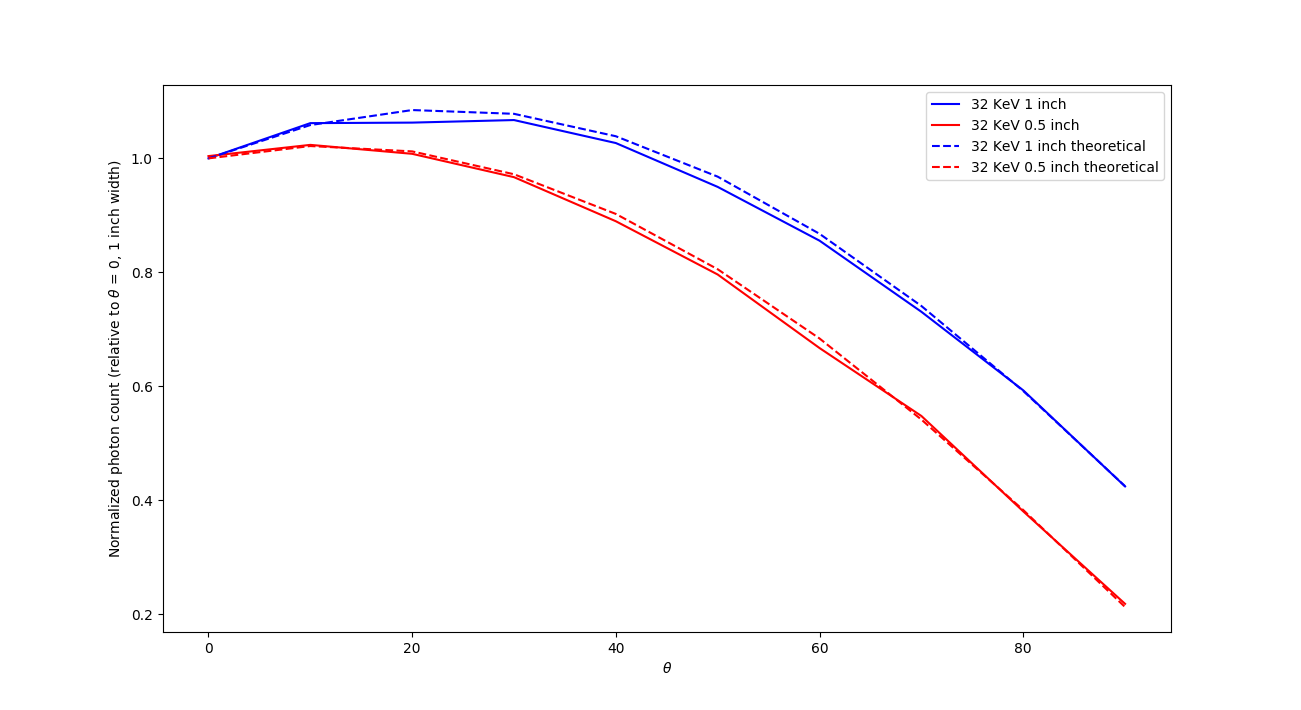 32 KeV 1 inch
32 KeV 0.5 inch
32 KeV 1 inch theoretical
32 KeV 0.5 inch theoretical
Normalized photon count (relative to θ = 0, 1 inch width)
1.0
0.8
0.6
0.4
0.2
0 20 40 60 80
θ